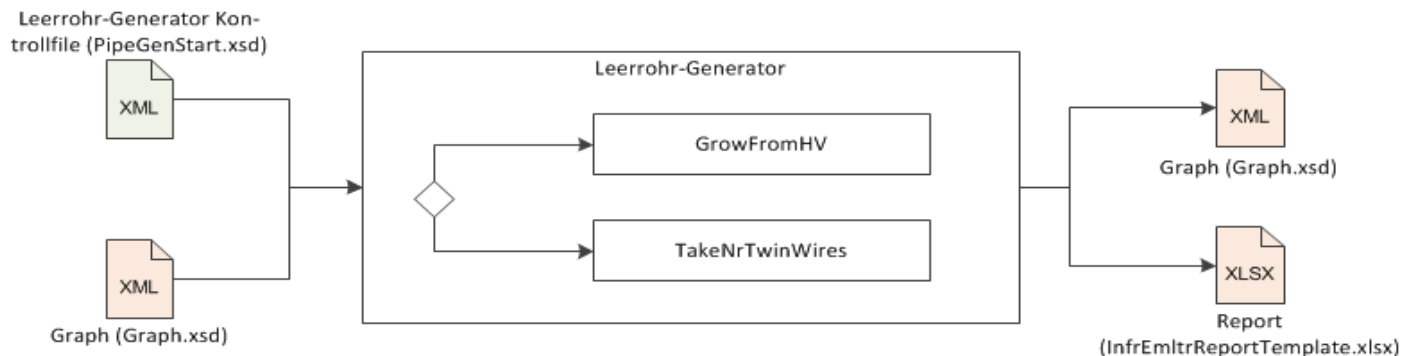 Leerrohr-Generator Kon-
trollfile (PipeGenStart.xsd)
XML
XML
Graph (Graph.xsd)
Leerrohr-Generator
GrowFromHV
TakeNrTwinWires
XML
Graph (Graph.xsd)
XLSX
Report
(InfrEmltrReportTemplate.xlsx)